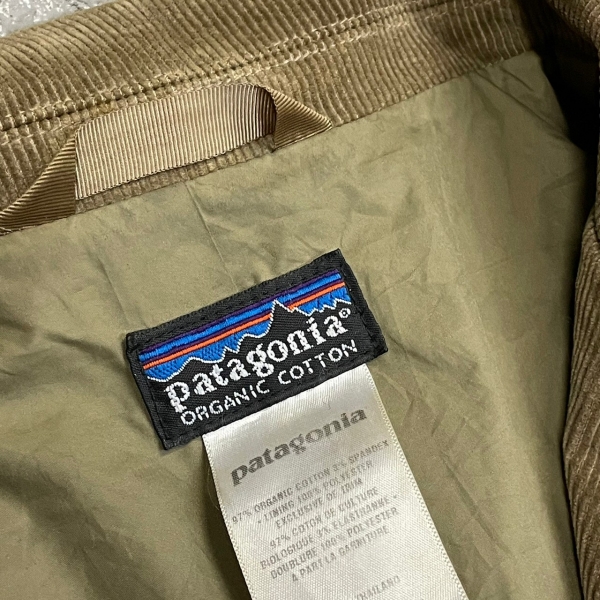 patagonia®
ORGANIC COTTON
patagonia
97% ORGANIC COTTON 3% SPANDEX
- LINING 100% POLYESTER
EXCLUSIVE OF TRIM
97% COTON DE CULTURE
BIOLOGIQUE 3% ELASTHANNE -
DOUBLURE 100% POLYESTER
A PART LA GARNITURE
THAILAND